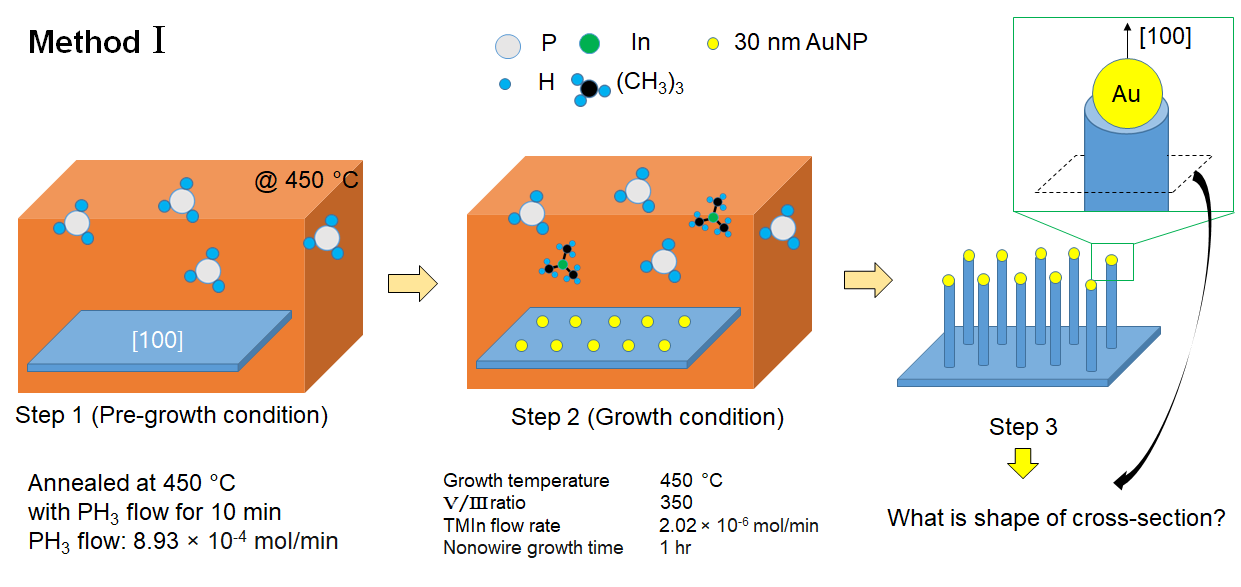 Method Ⅰ
P In 30 nm AuNP
H (CH₃)₃
[100]
Au
@ 450 °C
[100]
Step 1 (Pre-growth condition)
Step 2 (Growth condition)
Step 3
Annealed at 450 °C
with PH₃ flow for 10 min
PH₃ flow: 8.93 × 10⁻⁴ mol/min
Growth temperature 450 °C
Ⅴ/Ⅲ ratio 350
TMIn flow rate 2.02 × 10⁻⁶ mol/min
Nonowire growth time 1 hr
What is shape of cross-section?